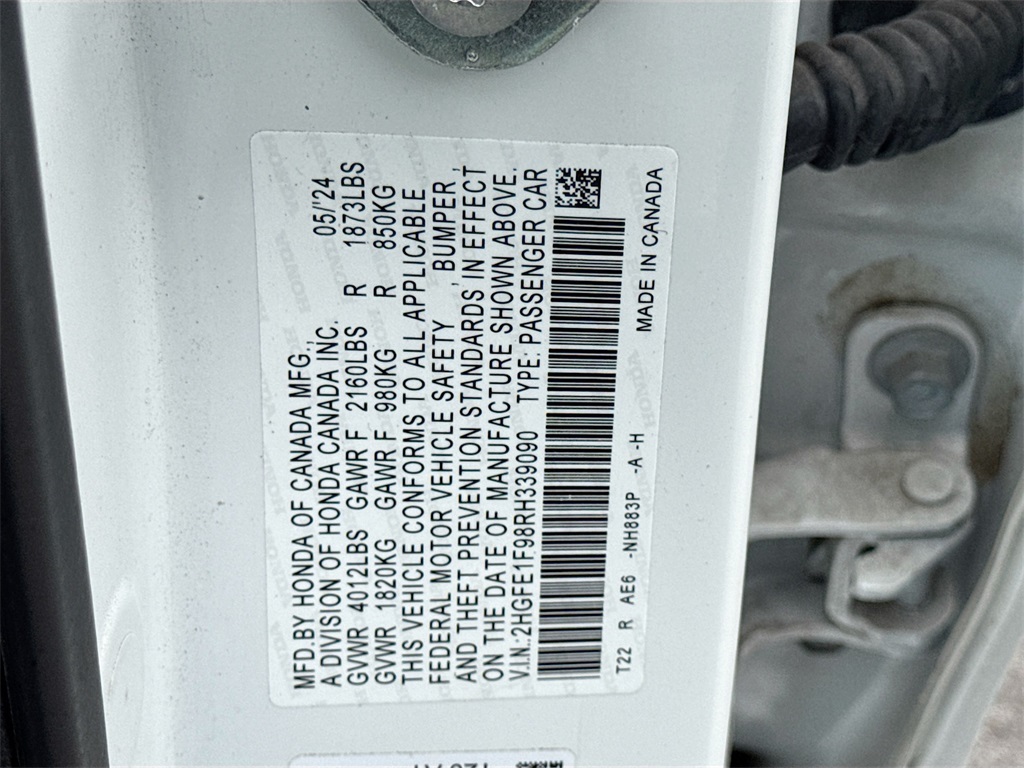 MFD.BY HONDA OF CANADA MFG., 05/'24
A DIVISION OF HONDA CANADA INC.
GVWR 4012LBS GAWR F 2160LBS R 1873LBS
GVWR 1820KG GAWR F 980KG R 850KG
THIS VEHICLE CONFORMS TO ALL APPLICABLE
FEDERAL MOTOR VEHICLE SAFETY , BUMPER ,
AND THEFT PREVENTION STANDARDS IN EFFECT
ON THE DATE OF MANUFACTURE SHOWN ABOVE.
V.I.N.:2HGFE1F98RH339090 TYPE: PASSENGER CAR
T22 R AE6 -NH883P -A -H MADE IN CANADA